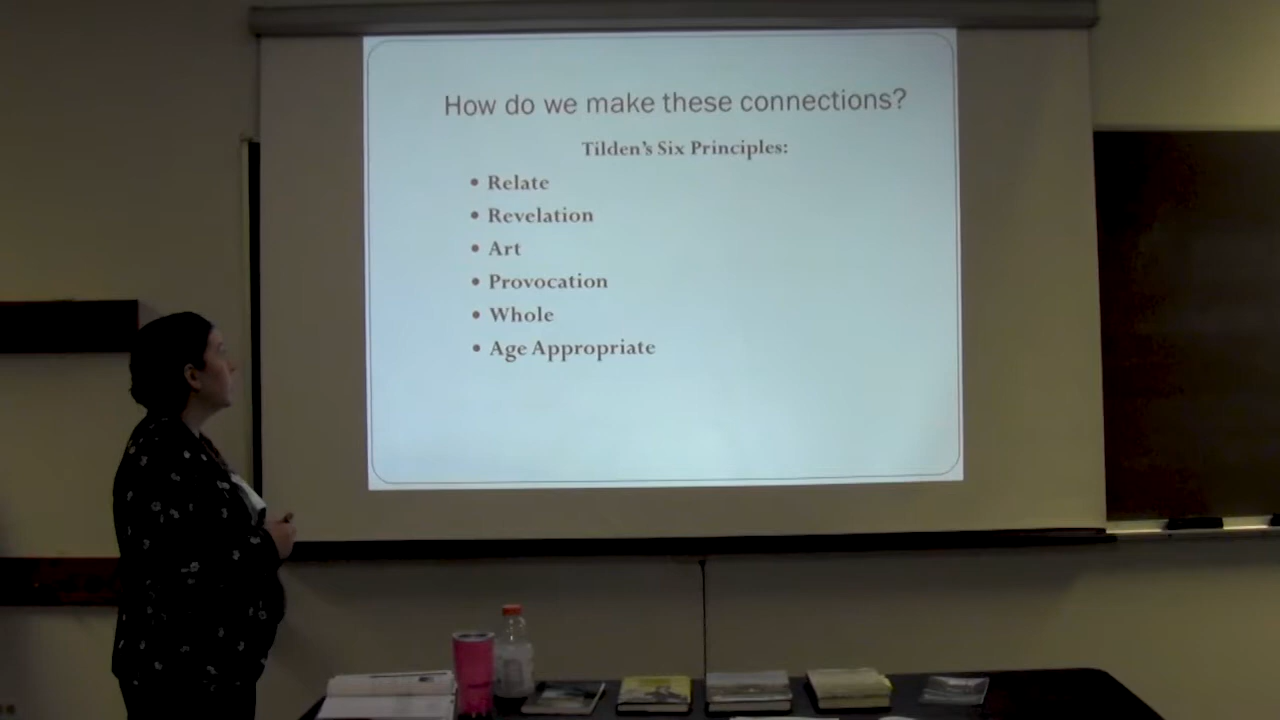 How do we make these connections?
Tilden's Six Principles:
• Relate
• Revelation
• Art
• Provocation
• Whole
• Age Appropriate